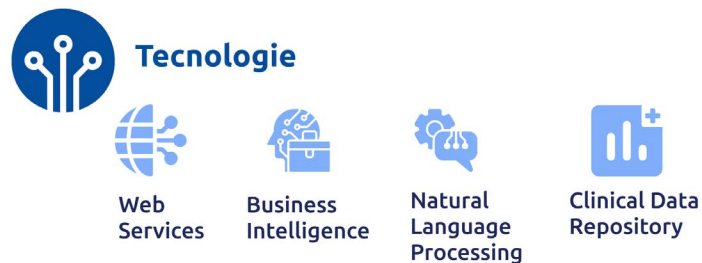 Tecnologie
Web
Services
Business
Intelligence
Natural
Language
Processing
Clinical Data
Repository